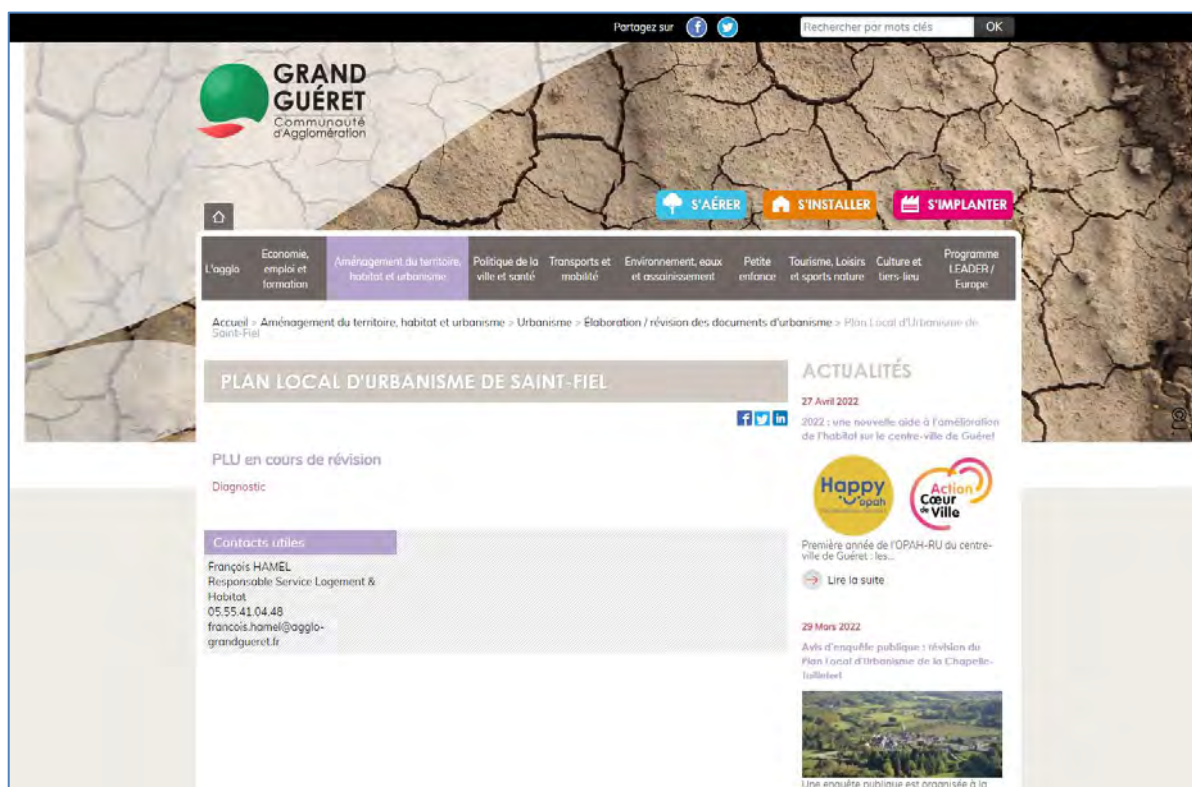 Partagez sur
Rechercher par mots clés
OK
GRAND
GUÉRET
Communauté
d'Agglomération
S'AÉRER
S'INSTALLER
S'IMPLANTER
L'agglo
Economie,
emploi et
formation
Aménagement du territoire,
habitat et urbanisme
Politique de la
ville et santé
Transports et
mobilité
Environnement, eaux
et assainissement
Petite
enfance
Tourisme, Loisirs
et sports nature
Culture et
tiers-lieu
Programme
LEADER /
Europe
Accueil > Aménagement du territoire, habitat et urbanisme > Urbanisme > Élaboration / révision des documents d'urbanisme > Plan Local d'Urbanisme de
Saint-Fiel
PLAN LOCAL D'URBANISME DE SAINT-FIEL
PLU en cours de révision
Diagnostic
Contacts utiles
François HAMEL
Responsable Service Logement &
Habitat
05.55.41.04.48
francois.hamel@agglo-
grandgueret.fr
ACTUALITÉS
27 Avril 2022
2022 : une nouvelle aide à l'amélioration
de l'habitat sur le centre-ville de Guéret
Happy
opah
Action
Cœur
de Ville
Première année de l'OPAH-RU du centre-
ville de Guéret : les...
Lire la suite
29 Mars 2022
Avis d'enquête publique : révision du
Plan Local d'Urbanisme de la Chapelle-
Taillefert
Une enquête publique est organisée à la